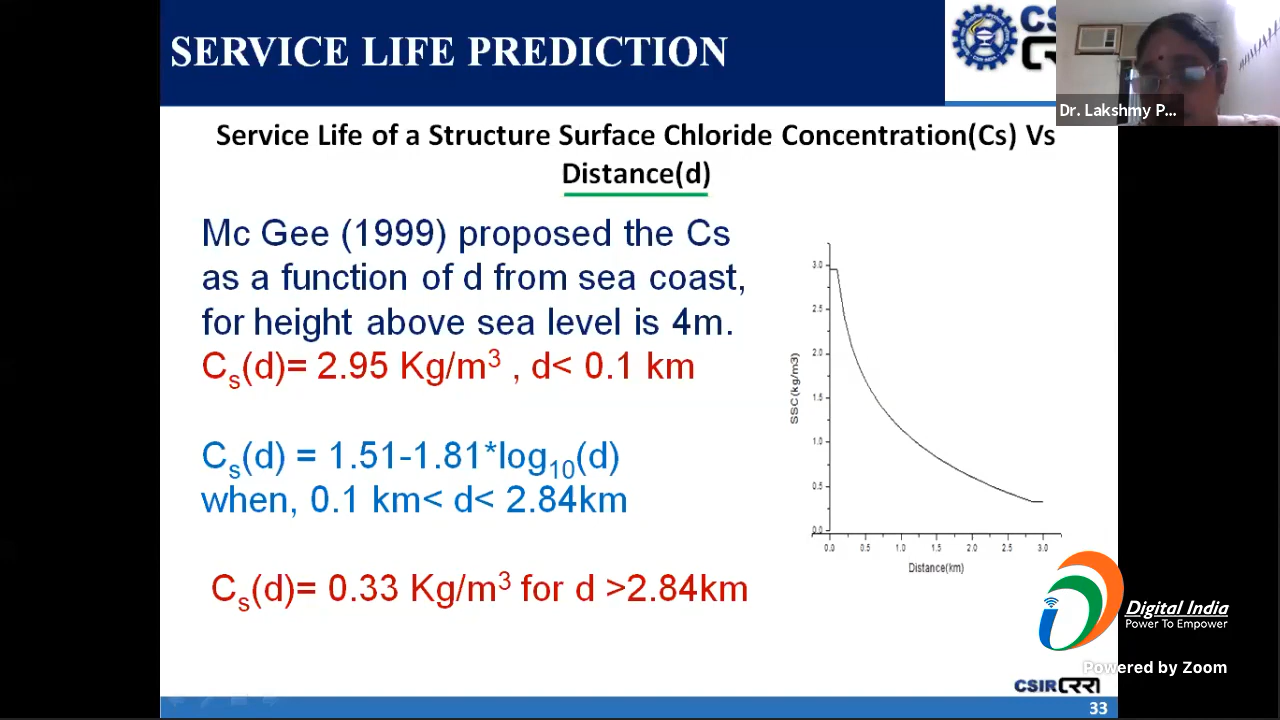 SERVICE LIFE PREDICTION
Dr. Lakshmy P...
Service Life of a Structure Surface Chloride Concentration(Cs) Vs
Distance(d)
Mc Gee (1999) proposed the Cs
as a function of d from sea coast,
for height above sea level is 4m.
Cs(d)= 2.95 Kg/m³ , d< 0.1 km
Cs(d) = 1.51-1.81*log10(d)
when, 0.1 km< d< 2.84km
Cs(d)= 0.33 Kg/m³ for d >2.84km
SSC(kg/m3)
3.0
2.5
2.0
1.5
1.0
0.5
0.0
0.0 0.5 1.0 1.5 2.0 2.5 3.0
Distance(km)
Digital India
Power To Empower
Powered by Zoom
CSIR CRRI
33